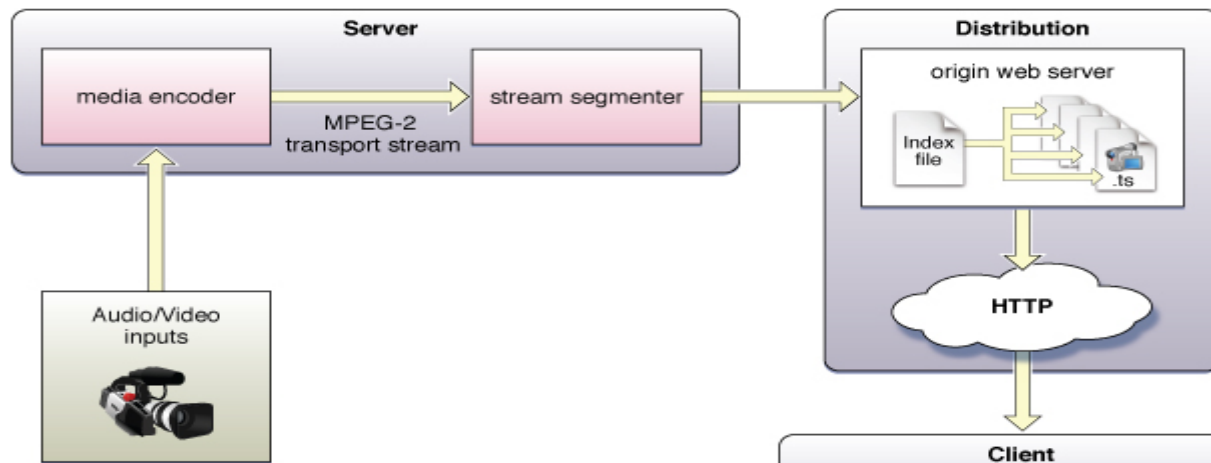 Server
media encoder
MPEG-2
transport stream
stream segmenter
Distribution
origin web server
Index
file
.ts
HTTP
Audio/Video
inputs
Client